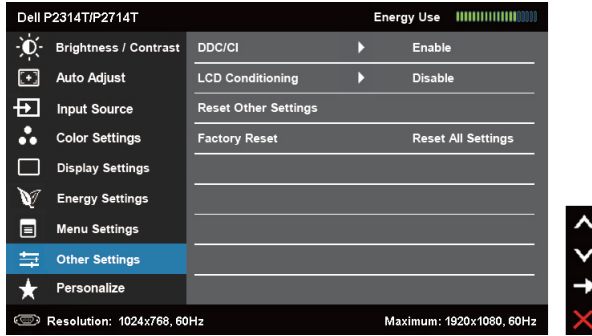 Dell P2314T/P2714T Energy Use
Brightness / Contrast DDC/CI Enable
Auto Adjust LCD Conditioning Disable
Input Source Reset Other Settings
Color Settings Factory Reset Reset All Settings
Display Settings
Energy Settings
Menu Settings
Other Settings
Personalize
Resolution: 1024x768, 60Hz Maximum: 1920x1080, 60Hz